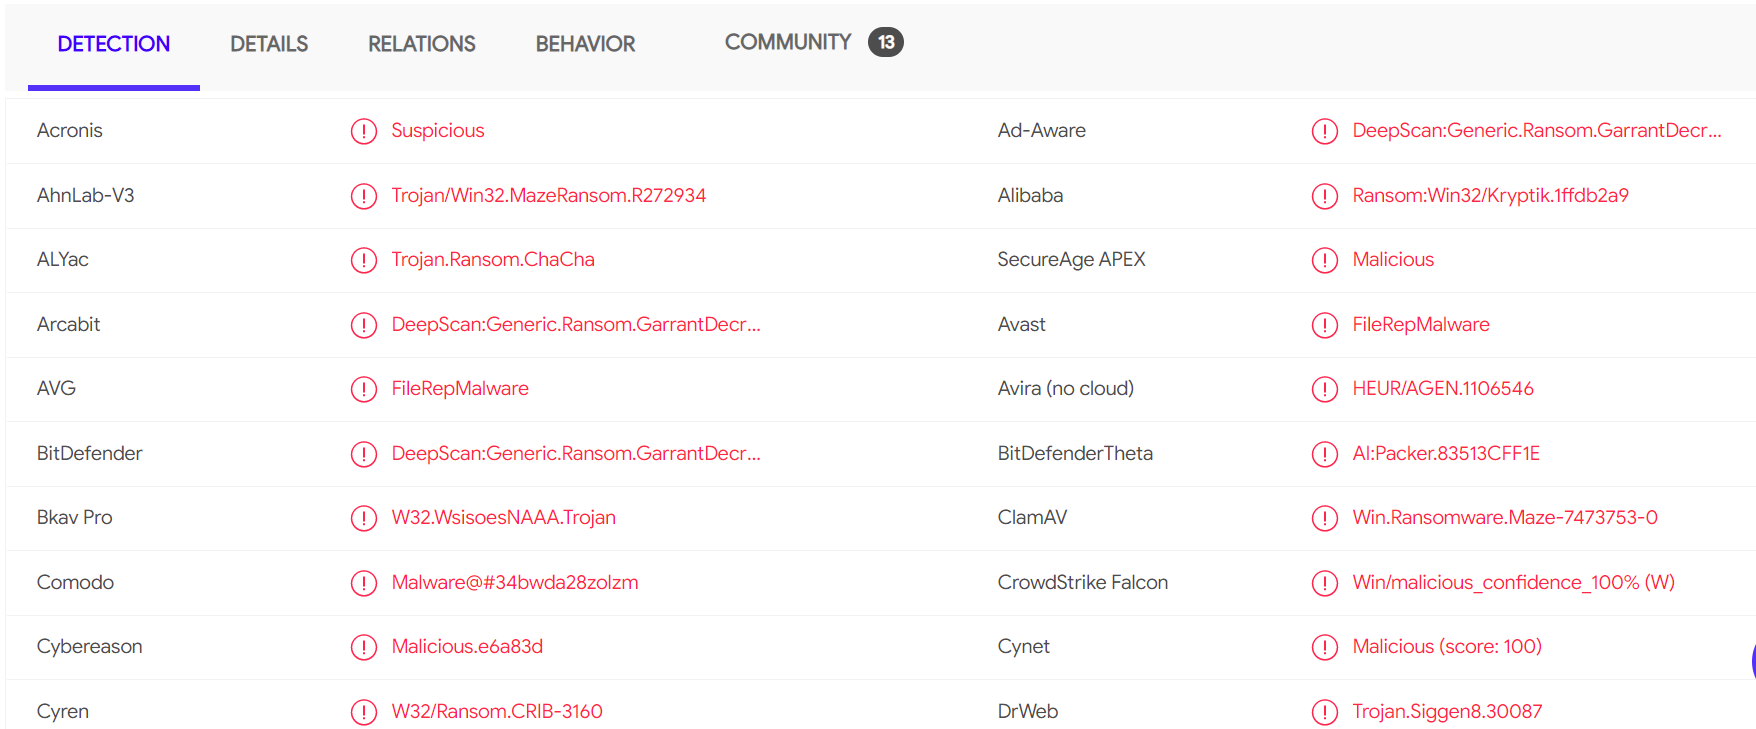 DETECTION DETAILS RELATIONS BEHAVIOR COMMUNITY 13
Acronis Suspicious Ad-Aware DeepScan:Generic.Ransom.GarrantDecr...
AhnLab-V3 Trojan/Win32.MazeRansom.R272934 Alibaba Ransom:Win32/Kryptik.1ffdb2a9
ALYac Trojan.Ransom.ChaCha SecureAge APEX Malicious
Arcabit DeepScan:Generic.Ransom.GarrantDecr... Avast FileRepMalware
AVG FileRepMalware Avira (no cloud) HEUR/AGEN.1106546
BitDefender DeepScan:Generic.Ransom.GarrantDecr... BitDefenderTheta AI:Packer.83513CFF1E
Bkav Pro W32.WsisoesNAAA.Trojan ClamAV Win.Ransomware.Maze-7473753-0
Comodo Malware@#34bwda28zolzm CrowdStrike Falcon Win/malicious_confidence_100% (W)
Cybereason Malicious.e6a83d Cynet Malicious (score: 100)
Cyren W32/Ransom.CRIB-3160 DrWeb Trojan.Siggen8.30087